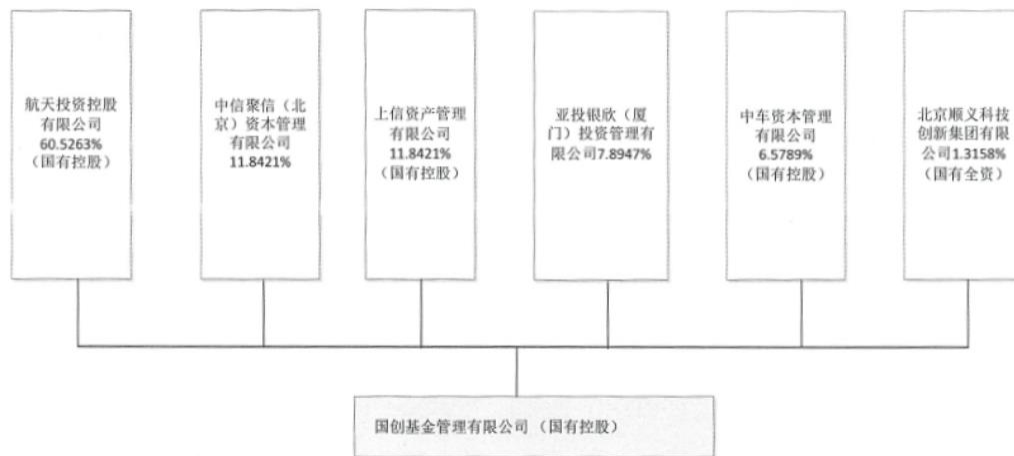 航天投资控股
有限公司
60.5263%
（国有控股）
中信聚信（北
京）资本管理
有限公司
11.8421%
上信资产管理
有限公司
11.8421%
（国有控股）
亚投银欣（厦
门）投资管理有
限公司7.8947%
中车资本管理
有限公司
6.5789%
（国有控股）
北京顺义科技
创新集团有限
公司1.3158%
（国有全资）
国创基金管理有限公司（国有控股）